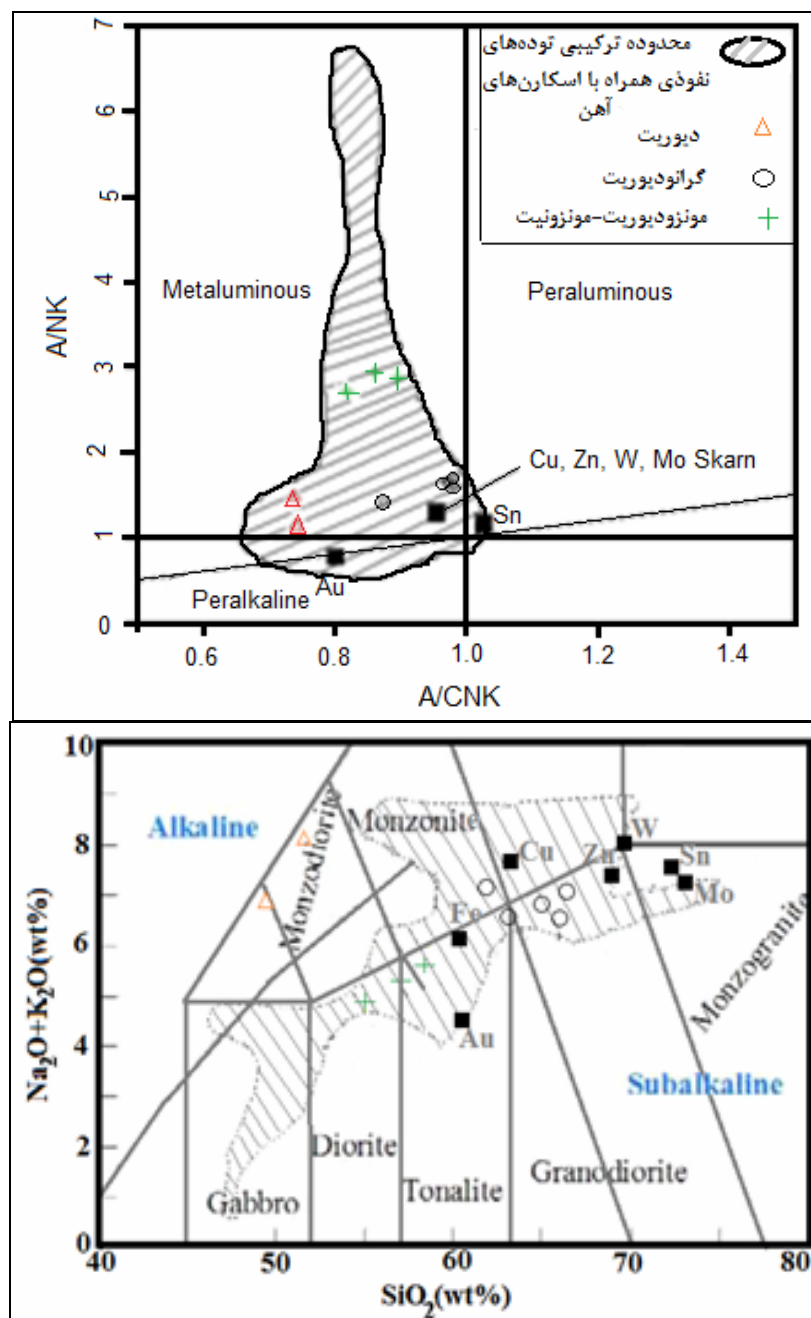 7
6
5
4
3
2
1
0
A/NK
محدوده ترکیبی توده‌های
نفوذی همراه با اسکارن‌های
آهن
دیوریت
گرانودیوریت
مونزودیوریت-مونزونیت
Metaluminous
Peraluminous
Cu, Zn, W, Mo Skarn
Sn
Au
Peralkaline
0.6
0.8
1.0
1.2
1.4
A/CNK
10
8
6
4
2
0
Na2O+K2O(wt%)
Alkaline
Monzodiorite
Monzonite
Monzodiorite
W
Cu
Zn
Sn
Mo
Fe
Au
Monzogranite
Subalkaline
Diorite
Granodiorite
Gabbro
Tonalite
40
50
60
70
80
SiO2(wt%)